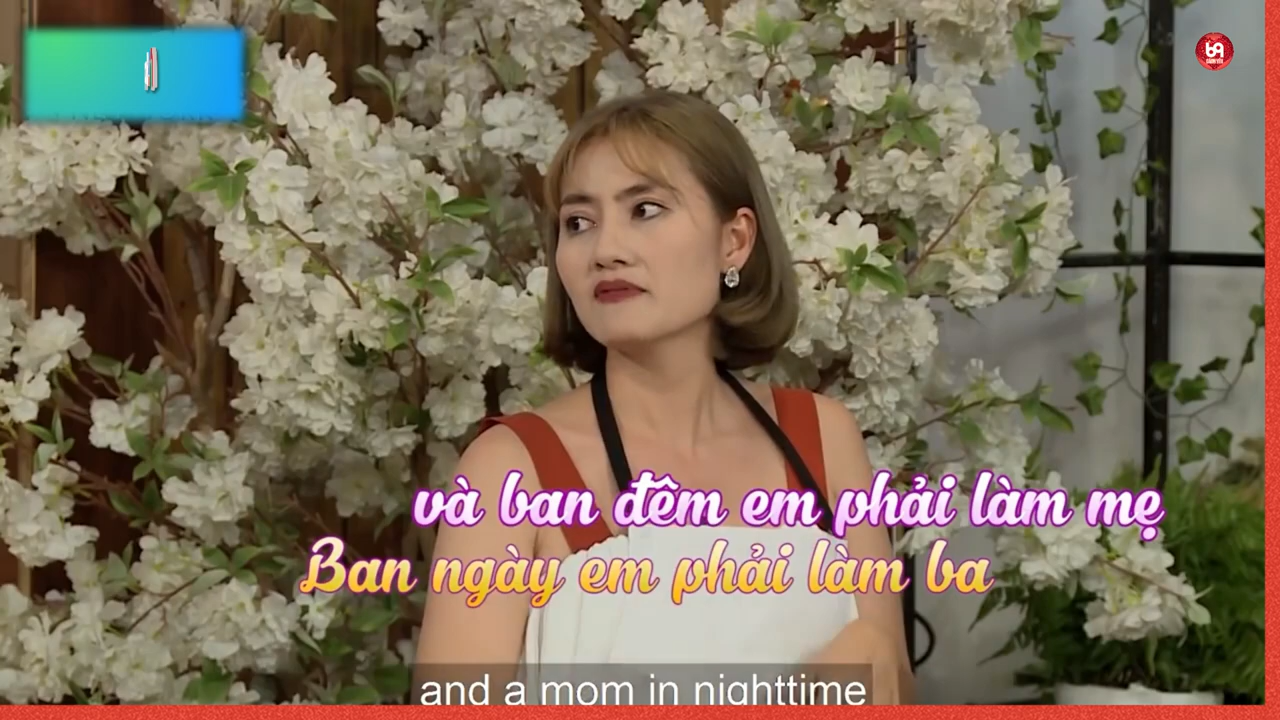 và ban đêm em phải làm mẹ
Ban ngày em phải làm ba
and a mom in nighttime